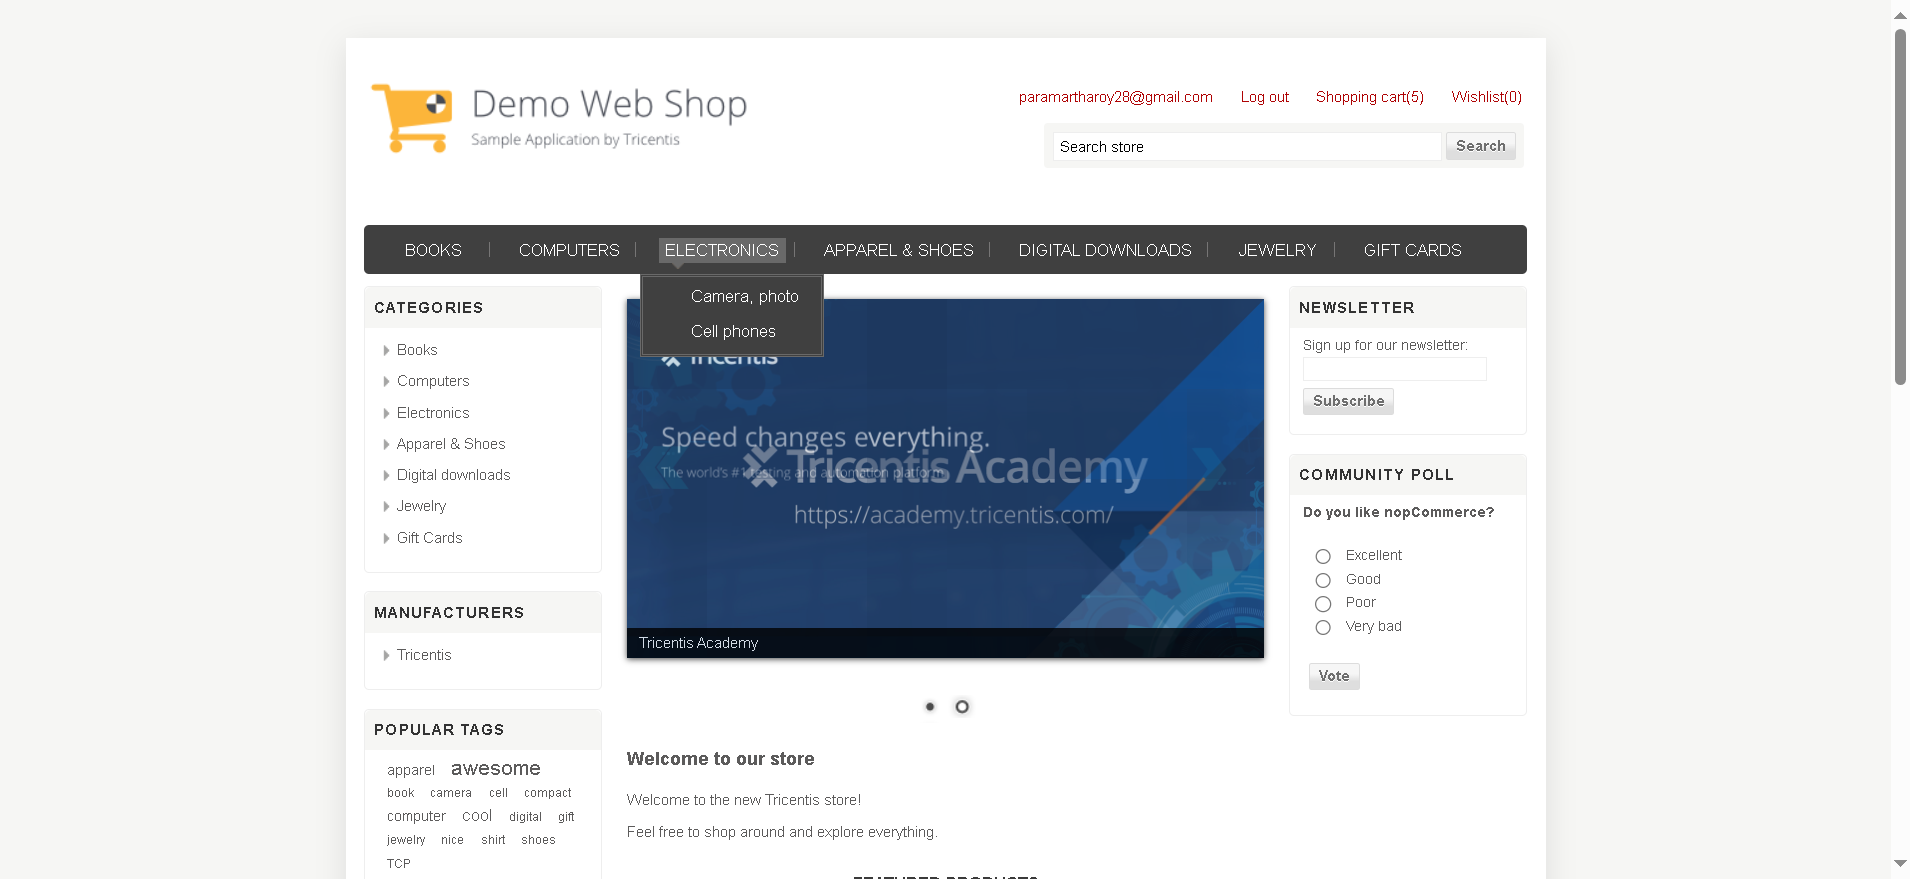 Demo Web Shop
Sample Application by Tricentis
paramartharoy28@gmail.com Log out Shopping cart(5) Wishlist(0)
Search store Search
BOOKS COMPUTERS ELECTRONICS APPAREL & SHOES DIGITAL DOWNLOADS JEWELRY GIFT CARDS
Camera, photo
Cell phones
CATEGORIES
Books
Computers
Electronics
Apparel & Shoes
Digital downloads
Jewelry
Gift Cards
MANUFACTURERS
Tricentis
POPULAR TAGS
apparel awesome
book camera cell compact
computer cool digital gift
jewelry nice shirt shoes
TCP
Tricentis
Speed changes everything.
The world's #1 testing and automation platform
Tricentis Academy
https://academy.tricentis.com/
Tricentis Academy
Welcome to our store
Welcome to the new Tricentis store!
Feel free to shop around and explore everything.
FEATURED PRODUCTS
NEWSLETTER
Sign up for our newsletter:
Subscribe
COMMUNITY POLL
Do you like nopCommerce?
Excellent
Good
Poor
Very bad
Vote